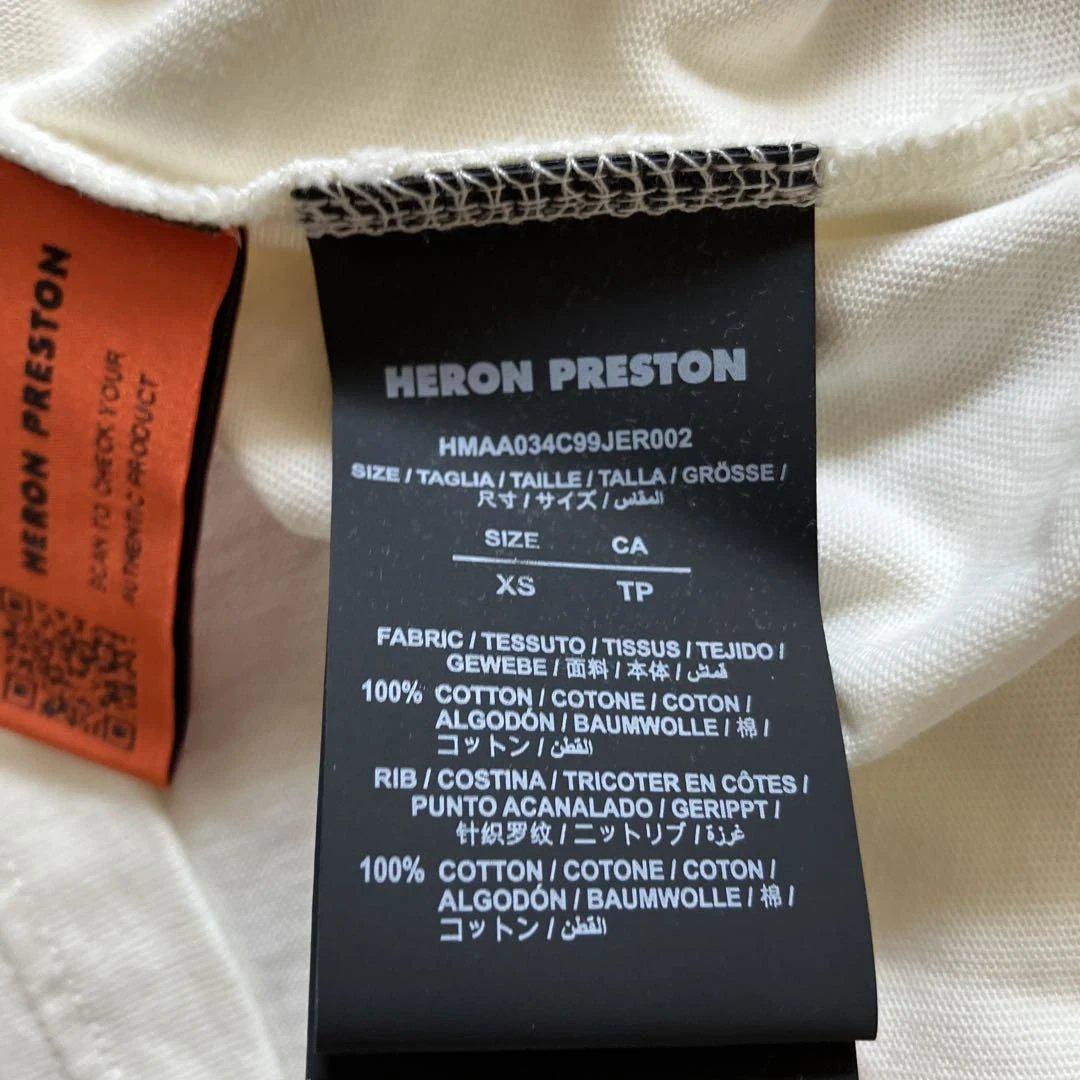 HERON PRESTON
SCAN TO CHECK YOUR
AUTHENTIC PRODUCT
HERON PRESTON
HMAA034C99JER002
SIZE / TAGLIA / TAILLE / TALLA / GRÖSSE /
尺寸 / サイズ / المقاس
SIZE CA
XS TP
FABRIC / TESSUTO / TISSUS / TEJIDO /
GEWEBE / 面料 / 本体 / قمش
100% COTTON / COTONE / COTON /
ALGODÓN / BAUMWOLLE / 棉 /
コットン / القطن
RIB / COSTINA / TRICOTER EN CÔTES /
PUNTO ACANALADO / GERIPPT /
针织罗纹 / ニットリブ / غرزة
100% COTTON / COTONE / COTON /
ALGODÓN / BAUMWOLLE / 棉 /
コットン / القطن